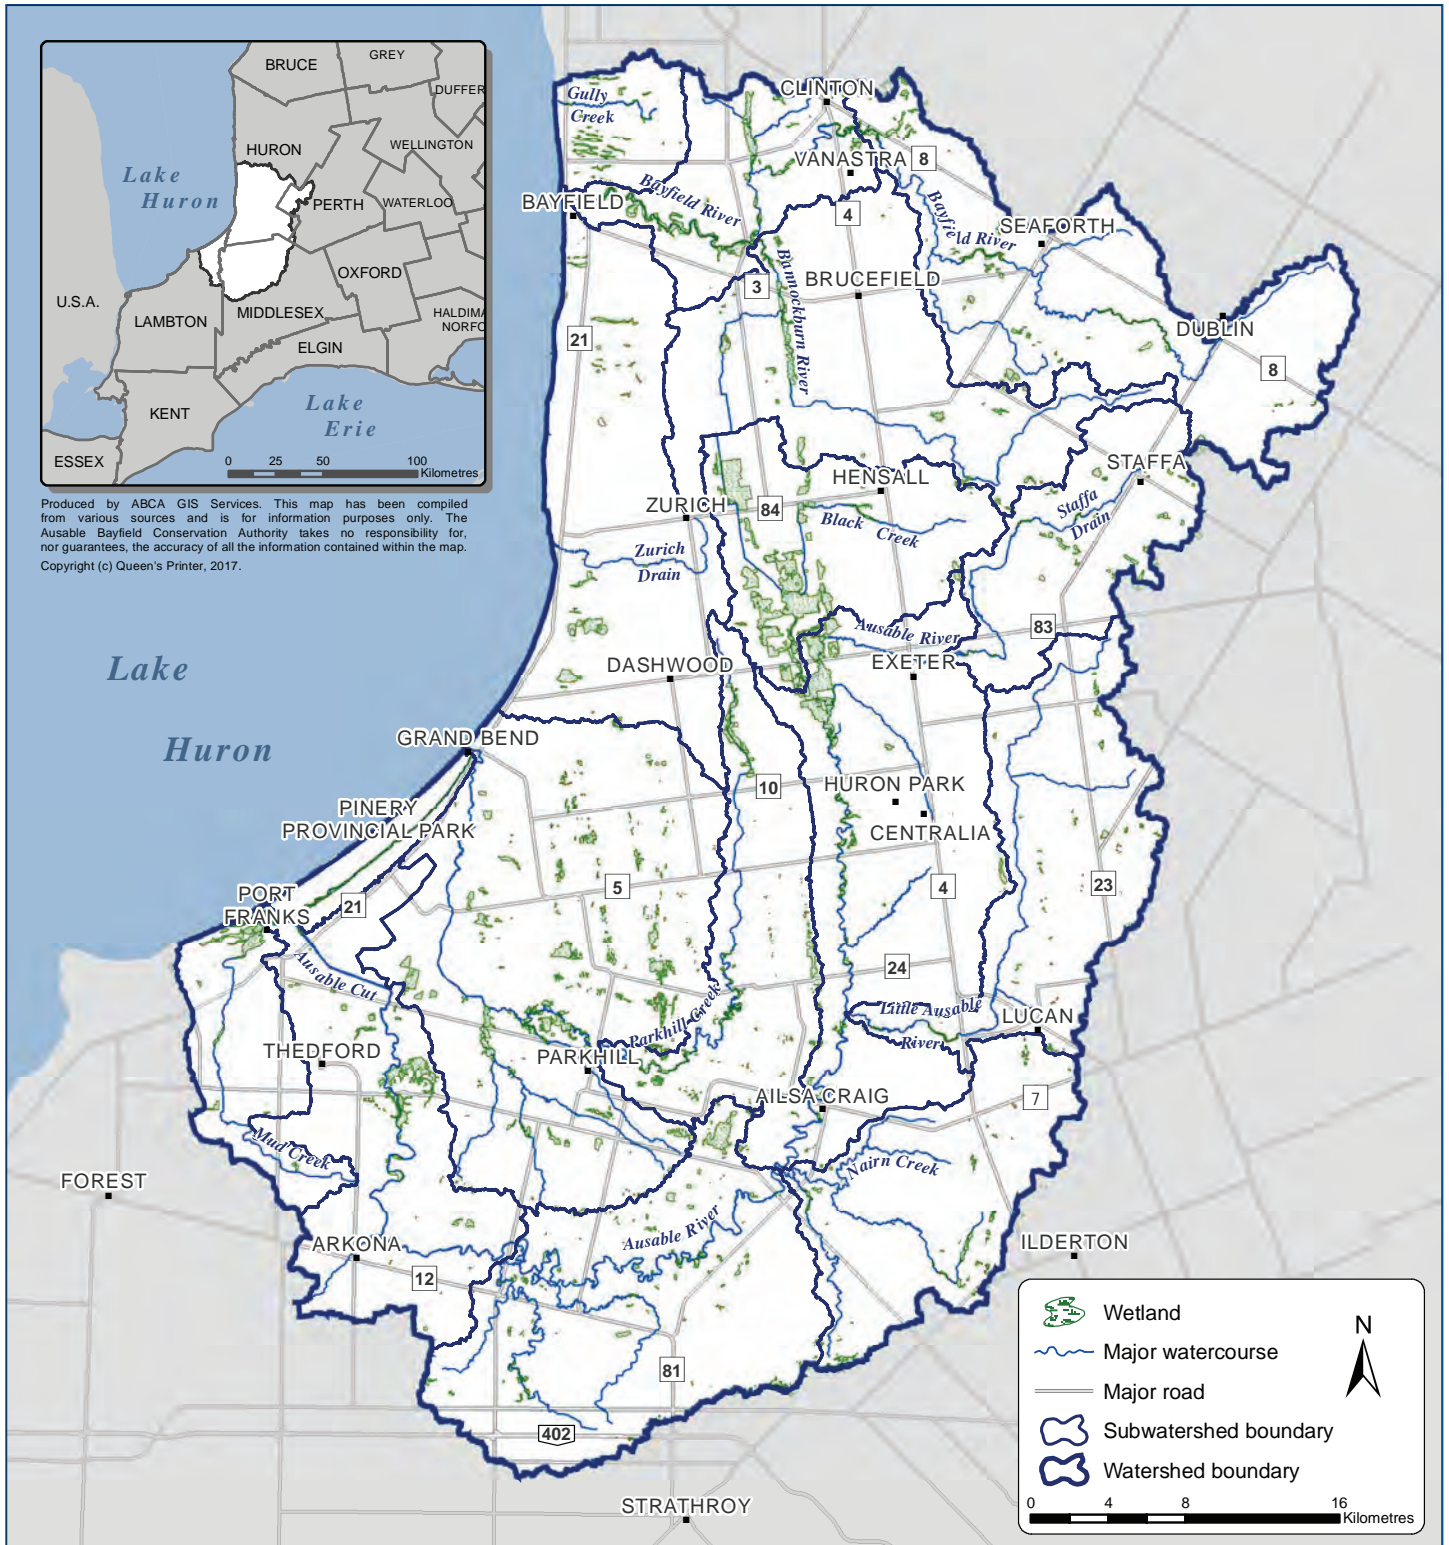 BRUCE
GREY
DUFFER
HURON
WELLINGTON
Lake
Huron
PERTH
WATERLOO
OXFORD
U.S.A.
MIDDLESEX
HALDIMA
NORFO
LAMBTON
ELGIN
KENT
Lake
Erie
ESSEX
0 25 50 100
Kilometres
Produced by ABCA GIS Services. This map has been compiled
from various sources and is for information purposes only. The
Ausable Bayfield Conservation Authority takes no responsibility for,
nor guarantees, the accuracy of all the information contained within the map.
Copyright (c) Queen's Printer, 2017.
Gully
Creek
CLINTON
VANASTRA
8
BAYFIELD
Bayfield River
4
Bayfield River
SEAFORTH
Bannockburn River
3
BRUCEFIELD
DUBLIN
21
8
STAFFA
HENSALL
ZURICH
84
Black Creek
Staffa
Drain
Zurich
Drain
83
Ausable River
EXETER
DASHWOOD
Lake
Huron
GRAND BEND
10
HURON PARK
CENTRALIA
PINERY
PROVINCIAL PARK
5
4
23
PORT
FRANKS
21
Ausable Cut
24
Little Ausable
River
LUCAN
Parkhill Creek
THEDFORD
PARKHILL
AILSA CRAIG
7
Mud Creek
Nairn Creek
FOREST
Ausable River
ARKONA
ILDERTON
12
81
402
STRATHROY
Wetland
Major watercourse
Major road
Subwatershed boundary
Watershed boundary
N
0 4 8 16
Kilometres